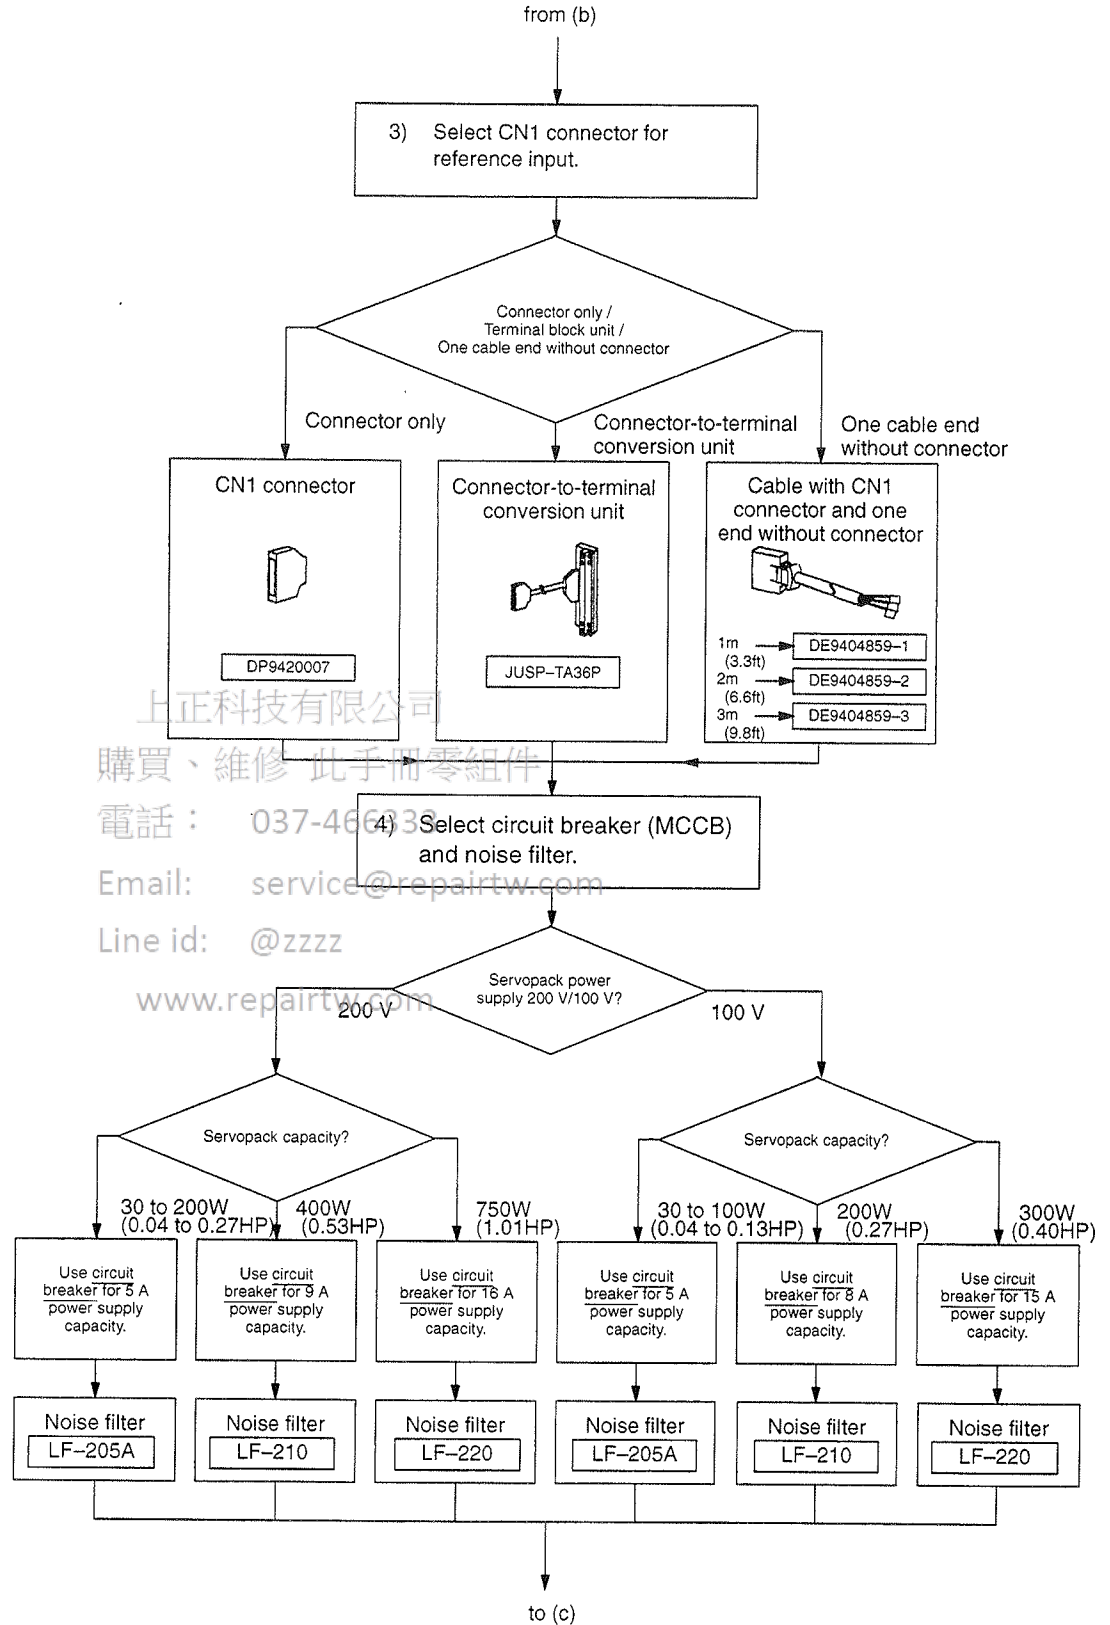 from (b)
3) Select CN1 connector for
reference input.
Connector only /
Terminal block unit /
One cable end without connector
Connector only
Connector-to-terminal
conversion unit
One cable end
without connector
CN1 connector
DP9420007
Connector-to-terminal
conversion unit
JUSP–TA36P
Cable with CN1
connector and one
end without connector
1m
(3.3ft)
DE9404859–1
2m
(6.6ft)
DE9404859–2
3m
(9.8ft)
DE9404859–3
上正科技有限公司
購買、維修 此手冊零組件
電話： 037-466333
Email: service@repairtw.com
Line id: @zzzz
www.repairtw.com
4) Select circuit breaker (MCCB)
and noise filter.
Servopack power
supply 200 V/100 V?
200 V
100 V
Servopack capacity?
Servopack capacity?
30 to 200W
(0.04 to 0.27HP)
400W
(0.53HP)
750W
(1.01HP)
30 to 100W
(0.04 to 0.13HP)
200W
(0.27HP)
300W
(0.40HP)
Use circuit
breaker for 5 A
power supply
capacity.
Use circuit
breaker for 9 A
power supply
capacity.
Use circuit
breaker for 16 A
power supply
capacity.
Use circuit
breaker for 5 A
power supply
capacity.
Use circuit
breaker for 8 A
power supply
capacity.
Use circuit
breaker for 15 A
power supply
capacity.
Noise filter
LF–205A
Noise filter
LF–210
Noise filter
LF–220
Noise filter
LF–205A
Noise filter
LF–210
Noise filter
LF–220
to (c)